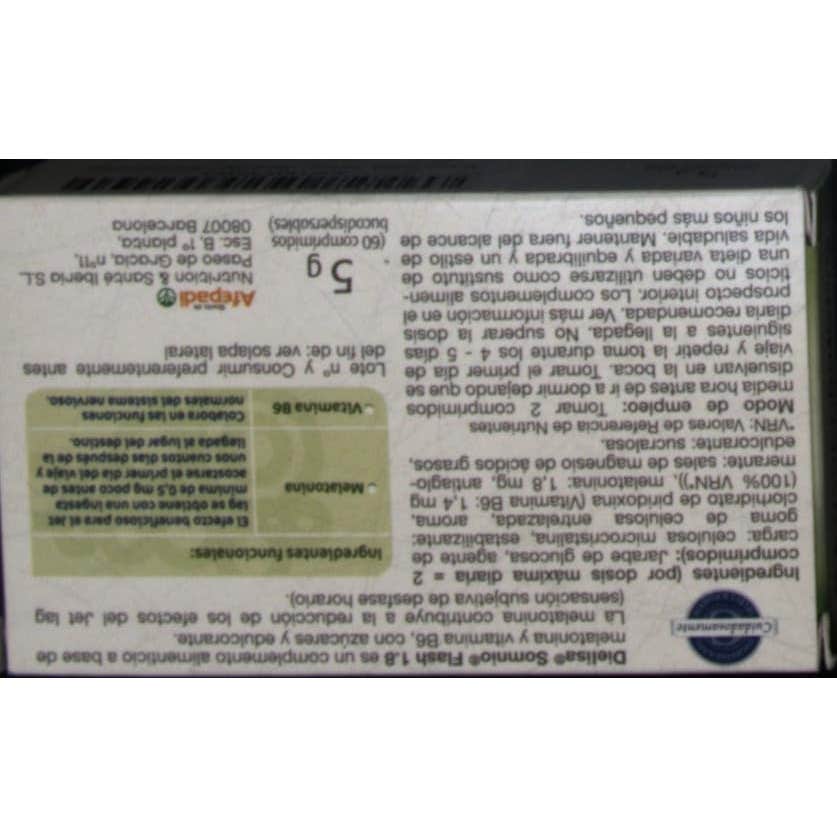 Dielisa® Somnio® Flash 1.8 es un complemento alimenticio a base de
melatonina y vitamina B6, con azúcares y edulcorante.
La melatonina contribuye a la reducción de los efectos del Jet lag
(sensación subjetiva de desfase horario).
Cuidadosamente
Ingredientes (por dosis máxima diaria = 2
comprimidos): Jarabe de glucosa, agente de
carga: celulosa microcristalina, estabilizante:
goma de celulosa entrelazada, aroma,
clorhidrato de piridoxina (Vitamina B6: 1,4 mg
(100% VRN*)), melatonina: 1,8 mg, antiaglo-
merante: sales de magnesio de ácidos grasos,
edulcorante: sucralosa.
*VRN: Valores de Referencia de Nutrientes
Modo de empleo: Tomar 2 comprimidos
media hora antes de ir a dormir dejando que se
disuelvan en la boca. Tomar el primer día de
viaje y repetir la toma durante los 4 - 5 días
siguientes a la llegada. No superar la dosis
diaria recomendada. Ver más información en el
prospecto interior. Los complementos alimen-
ticios no deben utilizarse como sustituto de
una dieta variada y equilibrada y un estilo de
vida saludable. Mantener fuera del alcance de
los niños más pequeños.
Ingredientes funcionales:
• Melatonina
El efecto beneficioso para el jet
lag se obtiene con una ingesta
mínima de 0,5 mg poco antes de
acostarse el primer día del viaje y
unos cuantos días después de la
llegada al lugar del destino.
• Vitamina B6
Colabora en las funciones
normales del sistema nervioso.
Lote nº y Consumir preferentemente antes
del fin de: ver solapa lateral
5 g
(60 comprimidos
bucodispersables)
Afepadi
Nutrition & Santé Iberia S.L.
Paseo de Gracia, nº11,
Esc. B, 1ª planta,
08007 Barcelona